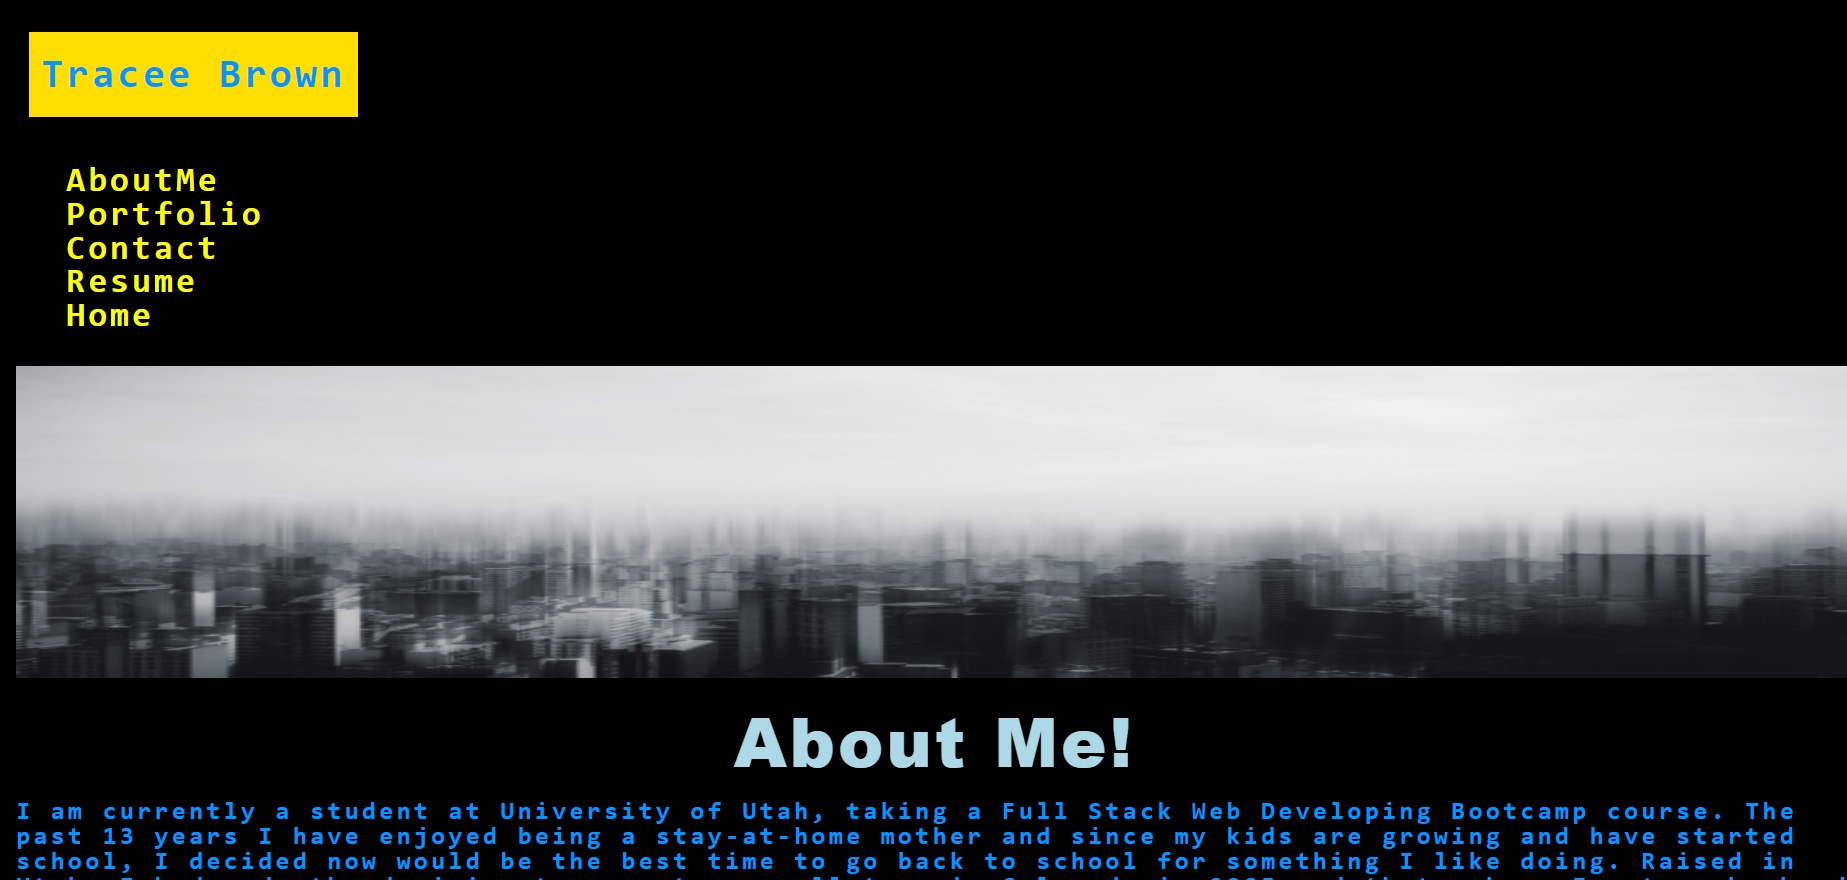 Tracee Brown
AboutMe
Portfolio
Contact
Resume
Home
About Me!
I am currently a student at University of Utah, taking a Full Stack Web Developing Bootcamp course. The
past 13 years I have enjoyed being a stay-at-home mother and since my kids are growing and have started
school, I decided now would be the best time to go back to school for something I like doing. Raised in